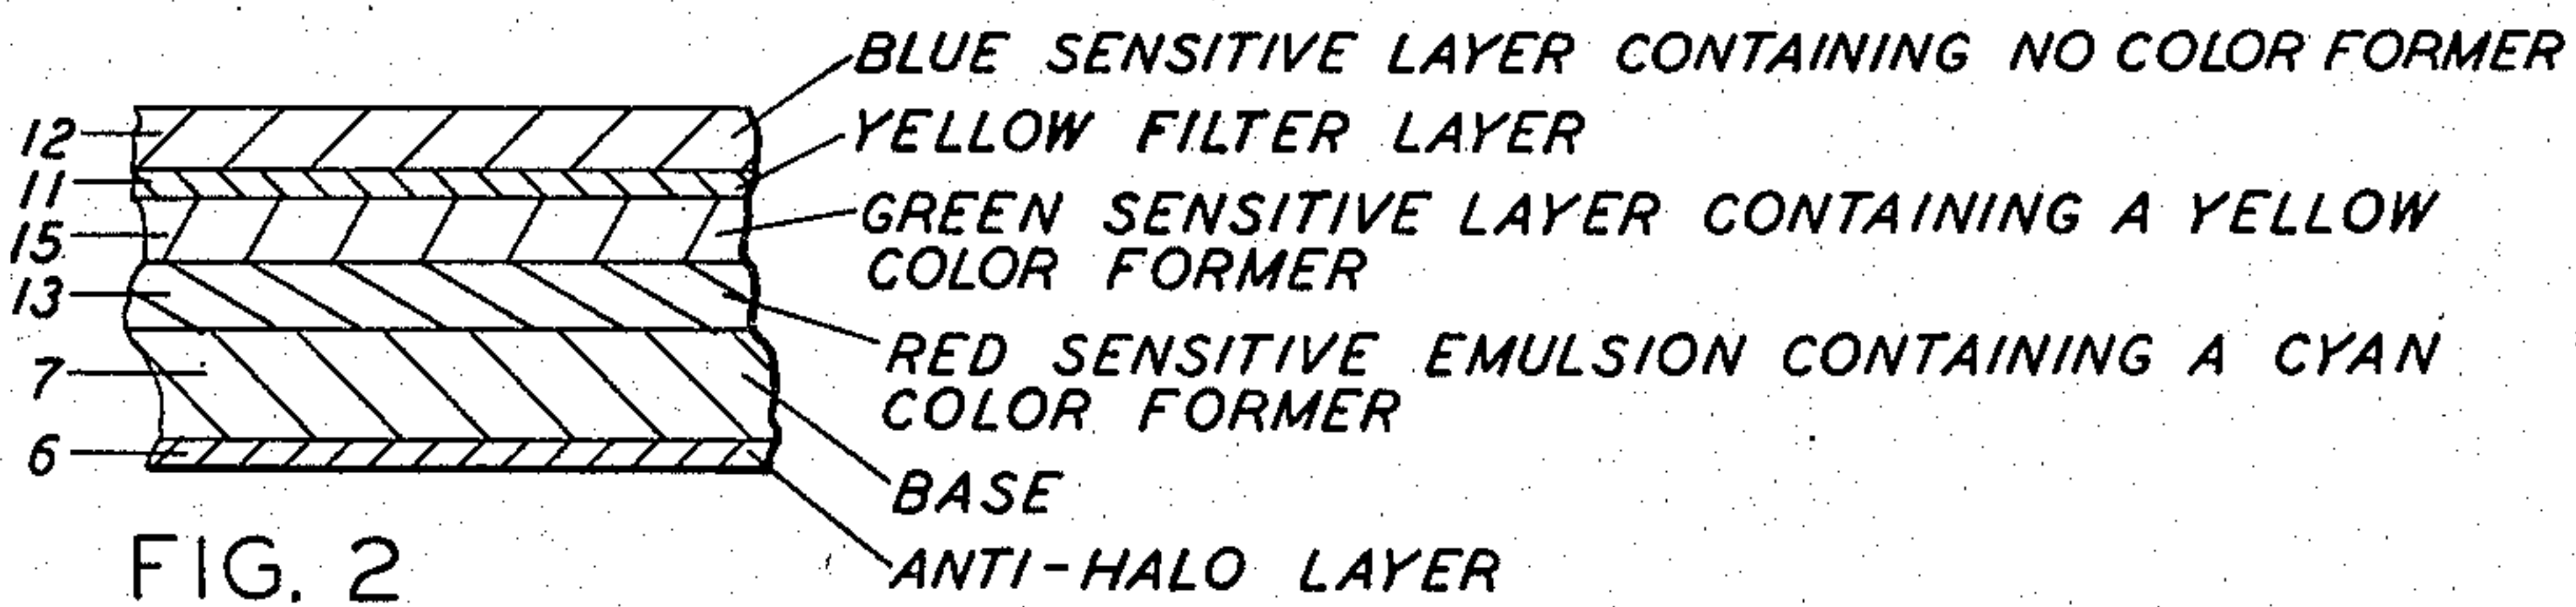 BLUE SENSITIVE LAYER CONTAINING NO COLOR FORMER
12
YELLOW FILTER LAYER
11
GREEN SENSITIVE LAYER CONTAINING A YELLOW
15
COLOR FORMER
13
RED SENSITIVE EMULSION CONTAINING A CYAN
7
COLOR FORMER
6
BASE
ANTI-HALO LAYER
FIG. 2